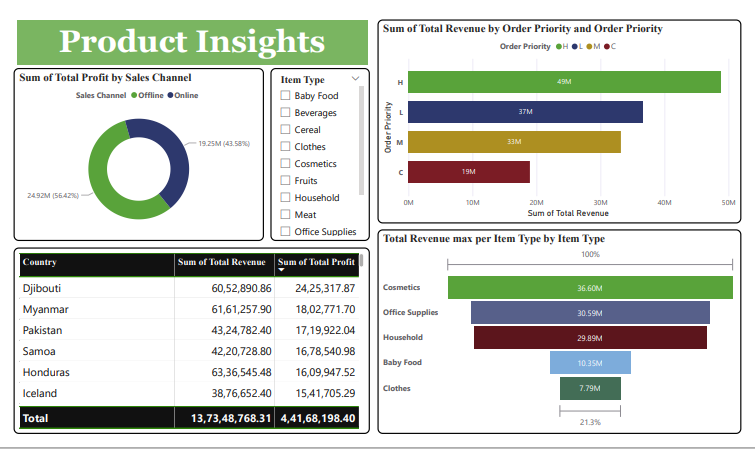 Product Insights
Sum of Total Profit by Sales Channel
Sales Channel Offline Online
19.25M (43.58%)
24.92M (56.42%)
Item Type
Baby Food
Beverages
Cereal
Clothes
Cosmetics
Fruits
Household
Meat
Office Supplies
Sum of Total Revenue by Order Priority and Order Priority
Order Priority H L M C
Order Priority
H 49M
L 37M
M 33M
C 19M
0M 10M 20M 30M 40M 50M
Sum of Total Revenue
Country Sum of Total Revenue Sum of Total Profit
Djibouti 60,52,890.86 24,25,317.87
Myanmar 61,61,257.90 18,02,771.70
Pakistan 43,24,782.40 17,19,922.04
Samoa 42,20,728.80 16,78,540.98
Honduras 63,36,545.48 16,09,947.52
Iceland 38,76,652.40 15,41,705.29
Total 13,73,48,768.31 4,41,68,198.40
Total Revenue max per Item Type by Item Type
100%
Cosmetics 36.60M
Office Supplies 30.59M
Household 29.89M
Baby Food 10.35M
Clothes 7.79M
21.3%